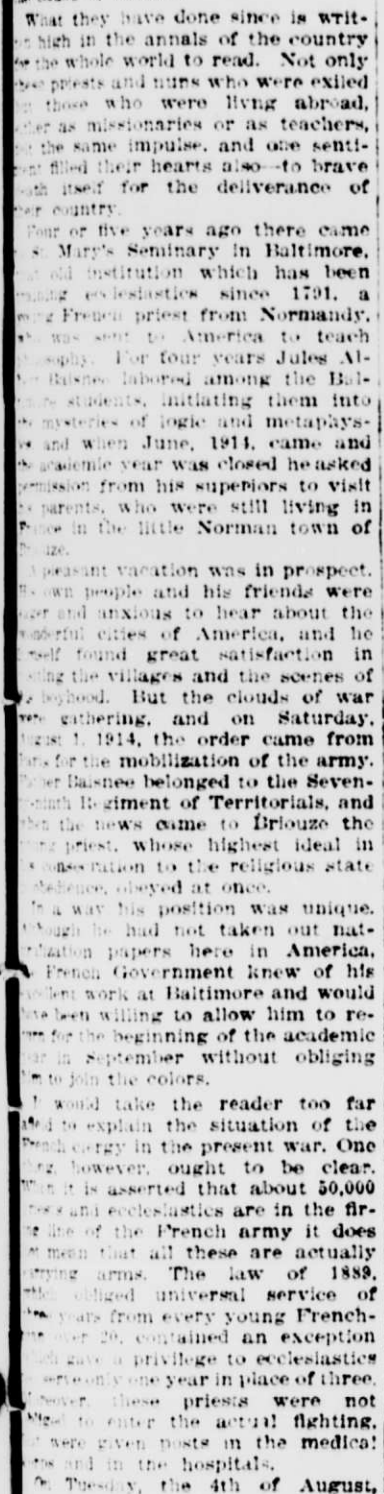 What they have done since is writ-
high in the annals of the country
the whole world to read. Not only
priests and nuns who were exiled
those who were livng abroad,
as missionaries or as teachers,
the same impulse, and one senti-
filled their hearts also—to brave
itself for the deliverance of
country.
Four or five years ago there came
St. Mary's Seminary in Baltimore,
old institution which has been
ecclesiastics since 1791, a
French priest from Normandy,
was sent to America to teach
For four years Jules Al-
Baisnee labored among the Bal-
students, initiating them into
mysteries of logic and metaphys-
and when June, 1914, came and
academic year was closed he asked
from his superiors to visit
parents, who were still living in
in the little Norman town of
pleasant vacation was in prospect.
own people and his friends were
and anxious to hear about the
cities of America, and he
found great satisfaction in
the villages and the scenes of
boyhood. But the clouds of war
were gathering, and on Saturday,
1, 1914, the order came from
for the mobilization of the army.
Baisnee belonged to the Seven-
Regiment of Territorials, and
the news came to Briouze the
priest, whose highest ideal in
consecration to the religious state
obeyed at once.
In a way his position was unique.
he had not taken out nat-
papers here in America,
French Government knew of his
work at Baltimore and would
been willing to allow him to re-
for the beginning of the academic
in September without obliging
to join the colors.
It would take the reader too far
to explain the situation of the
clergy in the present war. One
however, ought to be clear.
it is asserted that about 50,000
and ecclesiastics are in the fir-
line of the French army it does
mean that all these are actually
arms. The law of 1889,
obliged universal service of
years from every young French-
over 20, contained an exception
gave a privilege to ecclesiastics
serve only one year in place of three.
these priests were not
to enter the actual fighting,
were given posts in the medical
and in the hospitals.
On Tuesday, the 4th of August,